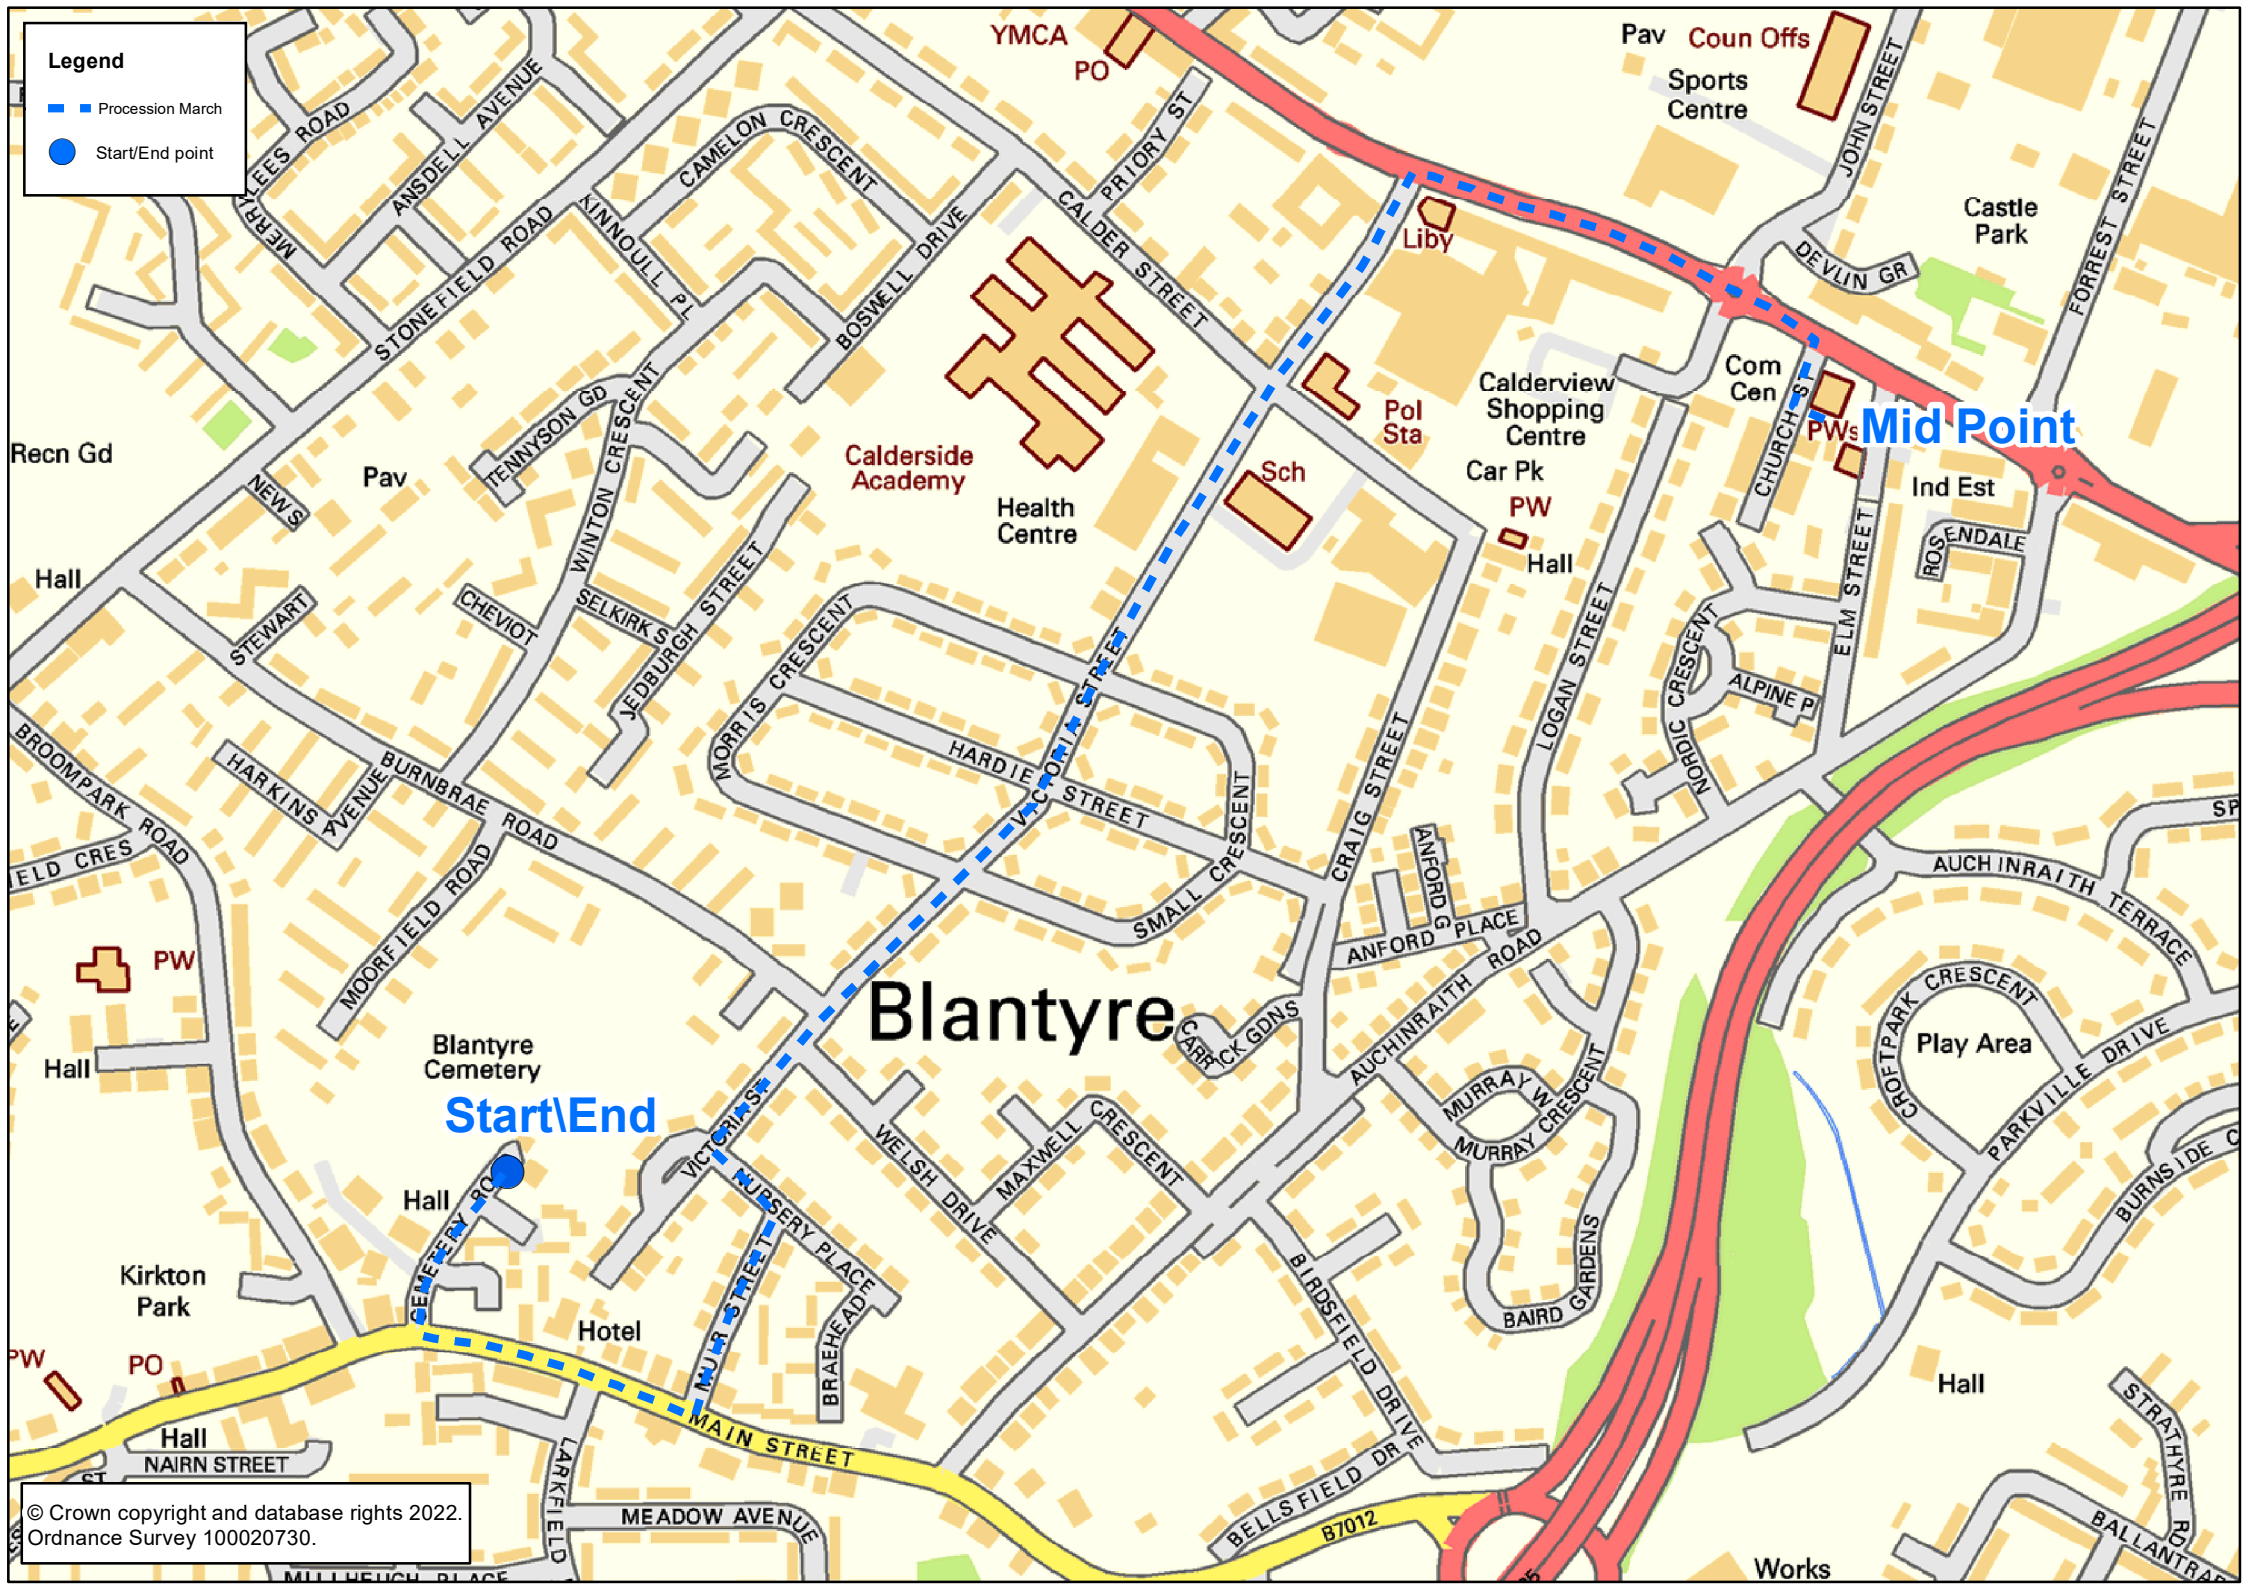 Legend
Procession March
Start/End point
YMCA
PO
Pav
Coun Offs
Sports
Centre
JOHN STREET
FORREST STREET
Castle
Park
DEVLIN GR
PRIORY ST
CALDER STREET
Liby
ROAD
ANSDELL AVENUE
CAMELON CRESCENT
KINNOULL PL
STONEFIELD ROAD
BOSWELL DRIVE
TENNYSON GD
WINTON CRESCENT
Recn Gd
Pav
NEWS
Hall
STEWART
CHEVIOT
SELKIRK S
JEDBURGH STREET
Calderside
Academy
Health
Centre
Pol
Sta
Sch
Calderview
Shopping
Centre
Car Pk
PW
Hall
Com
Cen
CHURCH ST
PWs
Mid Point
Ind Est
ROSENDALE
ELM STREET
NORDIC CRESCENT
ALPINE P
LOGAN STREET
CRAIG STREET
MORRIS CRESCENT
HARDIE STREET
VICTORIA STREET
SMALL CRESCENT
BROOMPARK ROAD
HARKINS AVENUE
BURNBRAE ROAD
MOORFIELD ROAD
IELD CRES
PW
Hall
ANFORD G
ANFORD PLACE
AUCHINRAITH ROAD
AUCHINRAITH TERRACE
SP
Blantyre
Blantyre
Cemetery
Start\End
VICTORIA ST
Hall
CEMETERY RO
NURSERY PLACE
MUIR STREET
BRAEHEAD
WELSH DRIVE
MAXWELL CRESCENT
MURRAY W
MURRAY CRESCENT
BAIRD GARDENS
BIRDSFIELD DRIVE
BELLSFIELD DR
CROFTPARK CRESCENT
Play Area
PARKVILLE DRIVE
BURNSIDE C
Kirkton
Park
Hotel
PW
PO
Hall
NAIRN STREET
ST
MAIN STREET
LARKFIELD
MEADOW AVENUE
B7012
Hall
STRATHYRE RD
BALLANTRA
Works
© Crown copyright and database rights 2022.
Ordnance Survey 100020730.